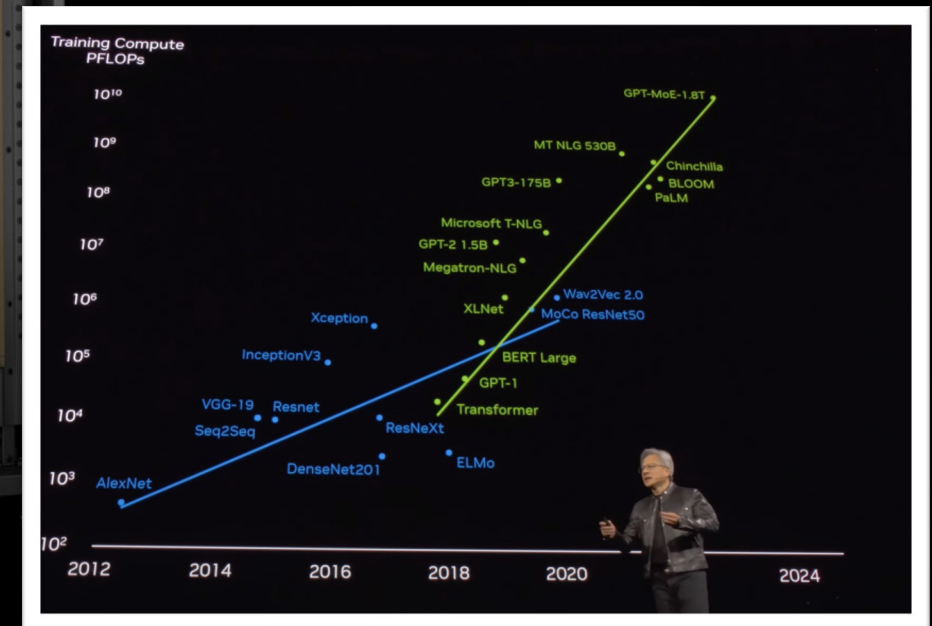 Training Compute
PFLOPs
10¹⁰
10⁹
10⁸
10⁷
10⁶
10⁵
10⁴
10³
10²
GPT-MoE-1.8T
MT NLG 530B
Chinchilla
BLOOM
PaLM
GPT3-175B
Microsoft T-NLG
GPT-2 1.5B
Megatron-NLG
XLNet
Wav2Vec 2.0
MoCo ResNet50
Xception
InceptionV3
BERT Large
GPT-1
Transformer
VGG-19
Resnet
Seq2Seq
ResNeXt
DenseNet201
ELMo
AlexNet
2012 2014 2016 2018 2020 2024